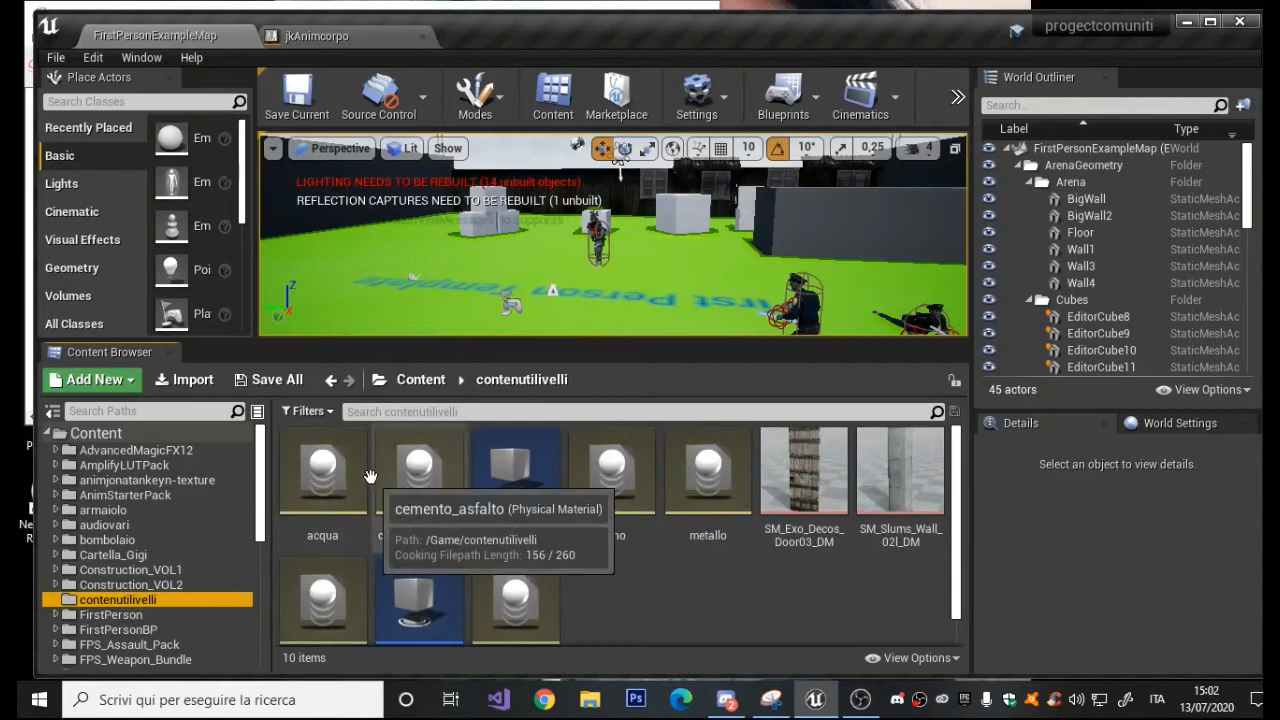 FirstPersonExampleMap
jkAnimcorpo
progectcomuniti
File Edit Window Help
Place Actors
Search Classes
Recently Placed
Basic
Lights
Cinematic
Visual Effects
Geometry
Volumes
All Classes
Em
Em
Em
Poi
Pla
Save Current
Source Control
Modes
Content
Marketplace
Settings
Blueprints
Cinematics
Perspective
Lit
Show
10
10°
0,25
4
LIGHTING NEEDS TO BE REBUILT (14 unbuilt objects)
REFLECTION CAPTURES NEED TO BE REBUILT (1 unbuilt)
to suppress
First Person Template
Z
World Outliner
Search...
Label Type
FirstPersonExampleMap (E World
ArenaGeometry Folder
Arena Folder
BigWall StaticMeshAc
BigWall2 StaticMeshAc
Floor StaticMeshAc
Wall1 StaticMeshAc
Wall3 StaticMeshAc
Wall4 StaticMeshAc
Cubes Folder
EditorCube8 StaticMeshAc
EditorCube9 StaticMeshAc
EditorCube10 StaticMeshAc
EditorCube11 StaticMeshAc
45 actors
View Options
Details
World Settings
Select an object to view details.
Content Browser
Add New
Import
Save All
Content
contenutilivelli
Search Paths
Filters
Search contenutilivelli
Content
AdvancedMagicFX12
AmplifyLUTPack
animjonatankeyn-texture
AnimStarterPack
armaiolo
audiovari
bombolaio
Cartella_Gigi
Construction_VOL1
Construction_VOL2
contenutilivelli
FirstPerson
FirstPersonBP
FPS_Assault_Pack
FPS_Weapon_Bundle
acqua
metallo
SM_Exo_Decos_
Door03_DM
SM_Slums_Wall_
02l_DM
cemento_asfalto (Physical Material)
Path: /Game/contenutilivelli
Cooking Filepath Length: 156 / 260
10 items
View Options
Scrivi qui per eseguire la ricerca
Ps
ITA
15:02
13/07/2020